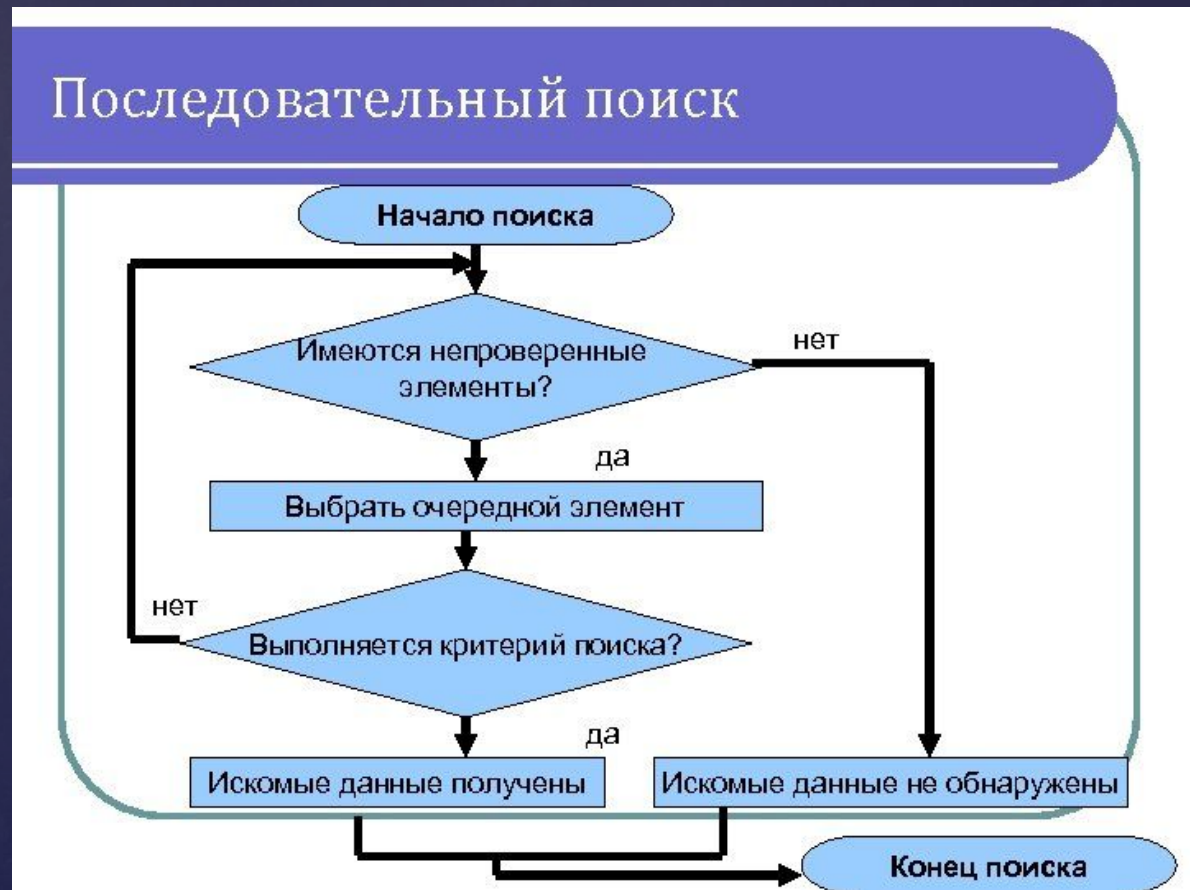 Последовательный поиск
Начало поиска
Имеются непроверенные
элементы?
нет
да
Выбрать очередной элемент
нет
Выполняется критерий поиска?
да
Искомые данные получены
Искомые данные не обнаружены
Конец поиска